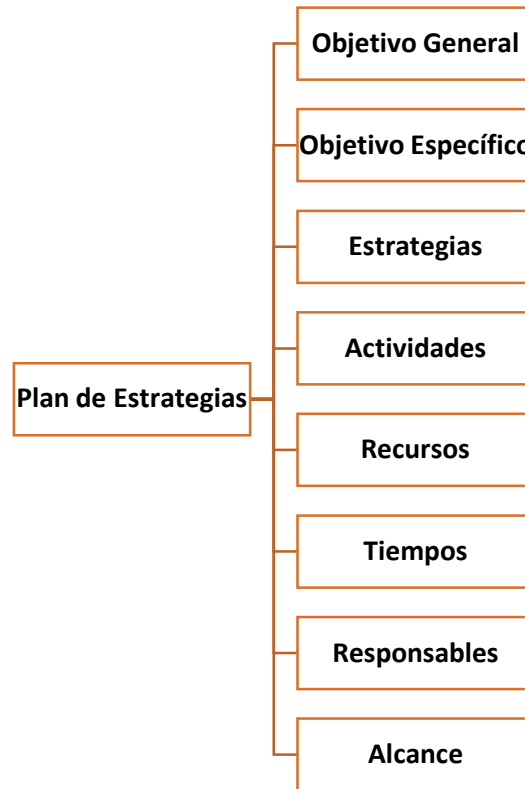 Objetivo General
Objetivo Específico
Estrategias
Actividades
Plan de Estrategias
Recursos
Tiempos
Responsables
Alcance